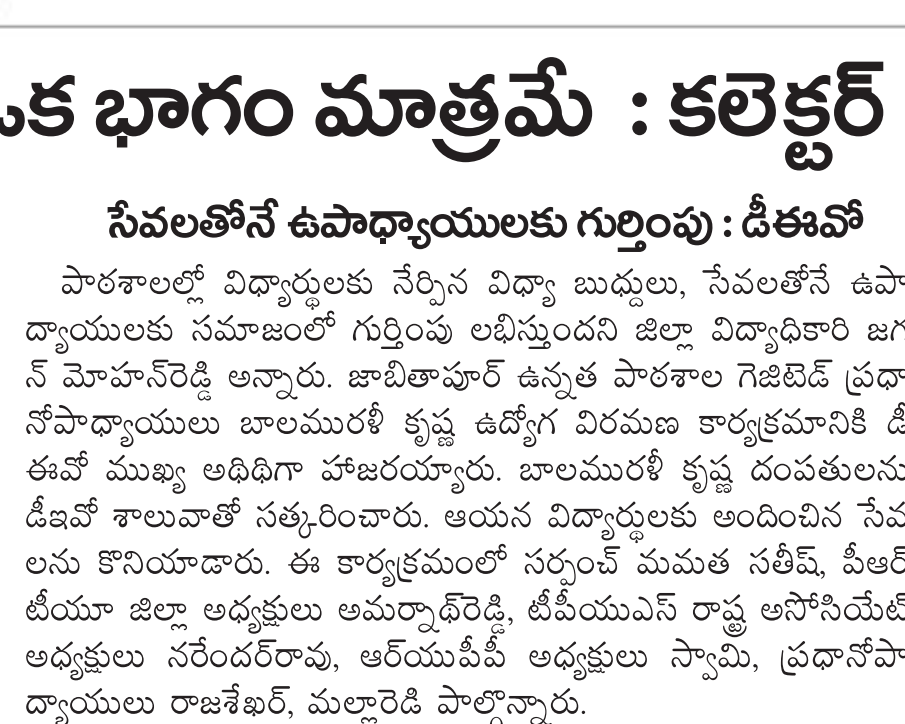 ఒక భాగం మాత్రమే : కలెక్టర్
సేవలతోనే ఉపాధ్యాయులకు గుర్తింపు : డీఈవో
పాఠశాలల్లో విధ్యార్థులకు నేర్పిన విధ్యా బుధ్దులు, సేవలతోనే ఉపా
ద్యాయులకు సమాజంలో గుర్తింపు లభిస్తుందని జిల్లా విద్యాధికారి జగ
న్ మోహన్‌రెడ్డి అన్నారు. జాబితాపూర్ ఉన్నత పాఠశాల గెజిటెడ్ ప్రధా
నోపాధ్యాయులు బాలమురళీ కృష్ణ ఉద్యోగ విరమణ కార్యక్రమానికి డీ
ఈవో ముఖ్య అథిథిగా హాజరయ్యారు. బాలమురళీ కృష్ణ దంపతులను
డీఇవో శాలువాతో సత్కరించారు. ఆయన విద్యార్థులకు అందించిన సేవ
లను కొనియాడారు. ఈ కార్యక్రమంలో సర్పంచ్ మమత సతీష్, పీఆర్
టీయూ జిల్లా అధ్యక్షులు అమర్నాథ్‌రెడ్డి, టీపీయుఎస్ రాష్ట్ర అసోసియేట్
అధ్యక్షులు నరేందర్‌రావు, ఆర్‌యుపీపీ అధ్యక్షులు స్వామి, ప్రధానోపా
ద్యాయులు రాజశేఖర్, మల్లారెడి పాల్గొన్నారు.